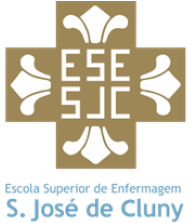 ESE
SJC
Escola Superior de Enfermagem
S. José de Cluny